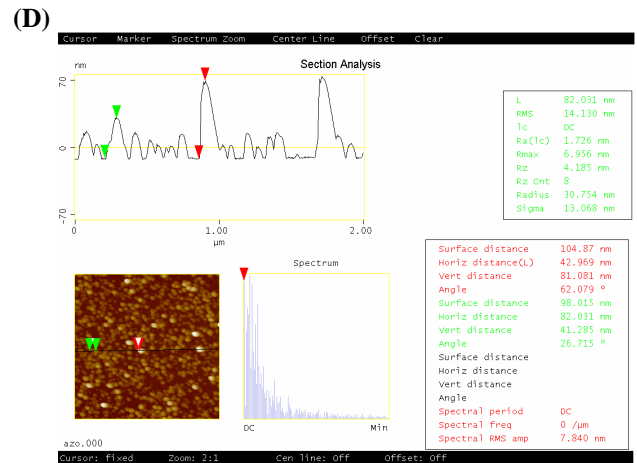 (D)
Cursor Marker Spectrum Zoom Center Line Offset Clear
nm Section Analysis
70
0
-70
0 1.00 2.00
µm
L 82.031 nm
RMS 14.130 nm
lc DC
Ra(lc) 1.726 nm
Rmax 6.956 nm
Rz 4.185 nm
Rz Cnt 8
Radius 30.754 nm
Sigma 13.068 nm
Surface distance 104.87 nm
Horiz distance(L) 42.969 nm
Vert distance 81.081 nm
Angle 62.079 °
Surface distance 98.015 nm
Horiz distance 82.031 nm
Vert distance 41.285 nm
Angle 26.715 °
Surface distance
Horiz distance
Vert distance
Angle
Spectral period DC
Spectral freq 0 /µm
Spectral RMS amp 7.840 nm
Spectrum
DC Min
azo.000
Cursor: fixed Zoom: 2:1 Cen line: Off Offset: Off